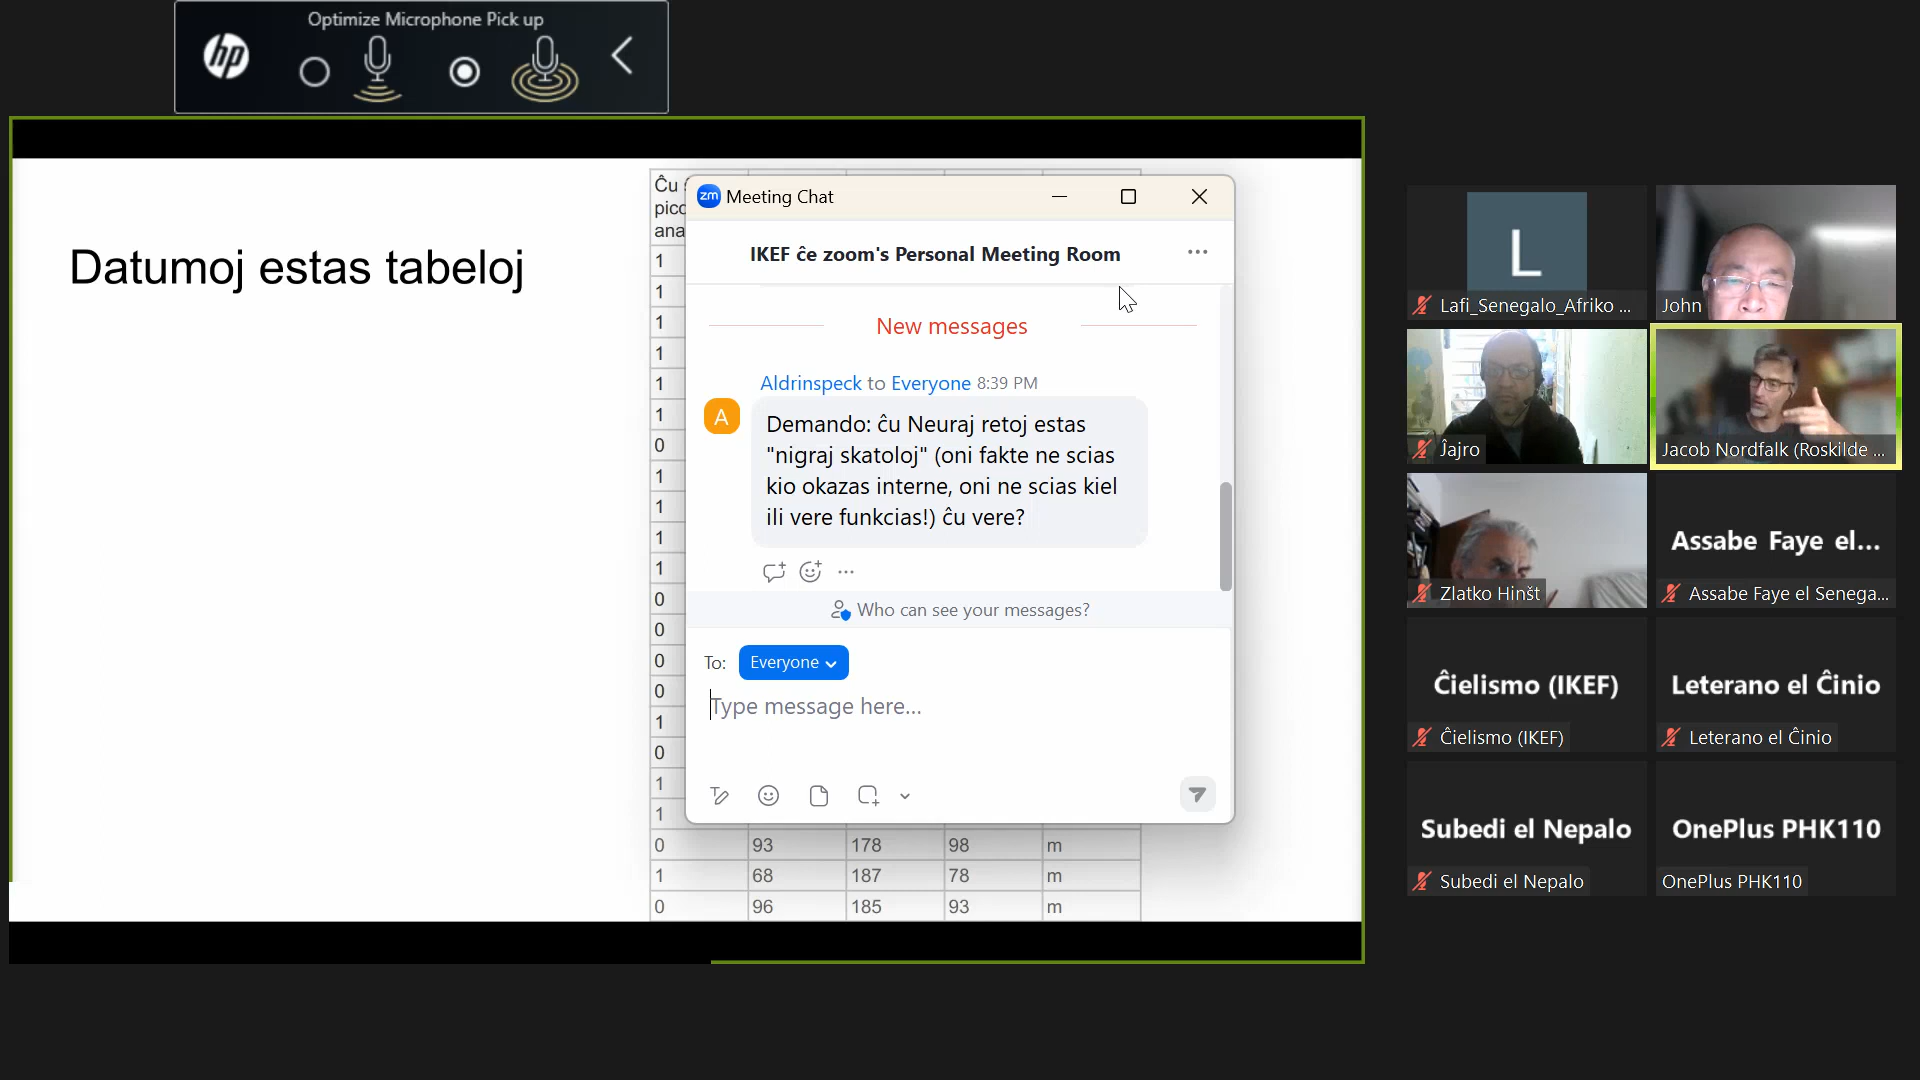 Optimize Microphone Pick up
hp
Datumoj estas tabeloj
Ĉu
pico
ana
1
1
1
1
1
1
0
1
1
1
1
0
0
0
0
1
0
1
1
0 93 178 98 m
1 68 187 78 m
0 96 185 93 m
zm Meeting Chat
IKEF ĉe zoom's Personal Meeting Room
New messages
Aldrinspeck to Everyone 8:39 PM
A
Demando: ĉu Neuraj retoj estas
"nigraj skatoloj" (oni fakte ne scias
kio okazas interne, oni ne scias kiel
ili vere funkcias!) ĉu vere?
Who can see your messages?
To: Everyone
Type message here...
L
Lafi_Senegalo_Afriko ...
John
Ĵajro
Jacob Nordfalk (Roskilde ...
Zlatko Hinŝt
Assabe Faye el...
Assabe Faye el Senega...
Ĉielismo (IKEF)
Ĉielismo (IKEF)
Leterano el Ĉinio
Leterano el Ĉinio
Subedi el Nepalo
Subedi el Nepalo
OnePlus PHK110
OnePlus PHK110